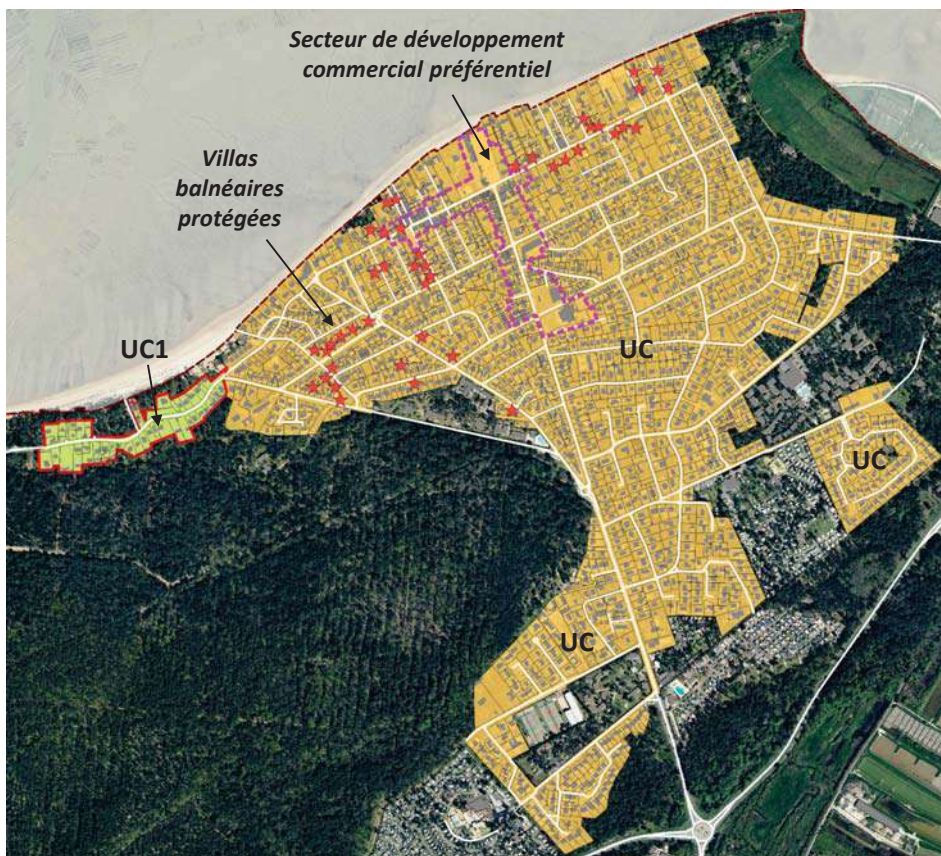 Secteur de développement
commercial préférentiel
Villas
balnéaires
protégées
UC1
UC
UC
UC